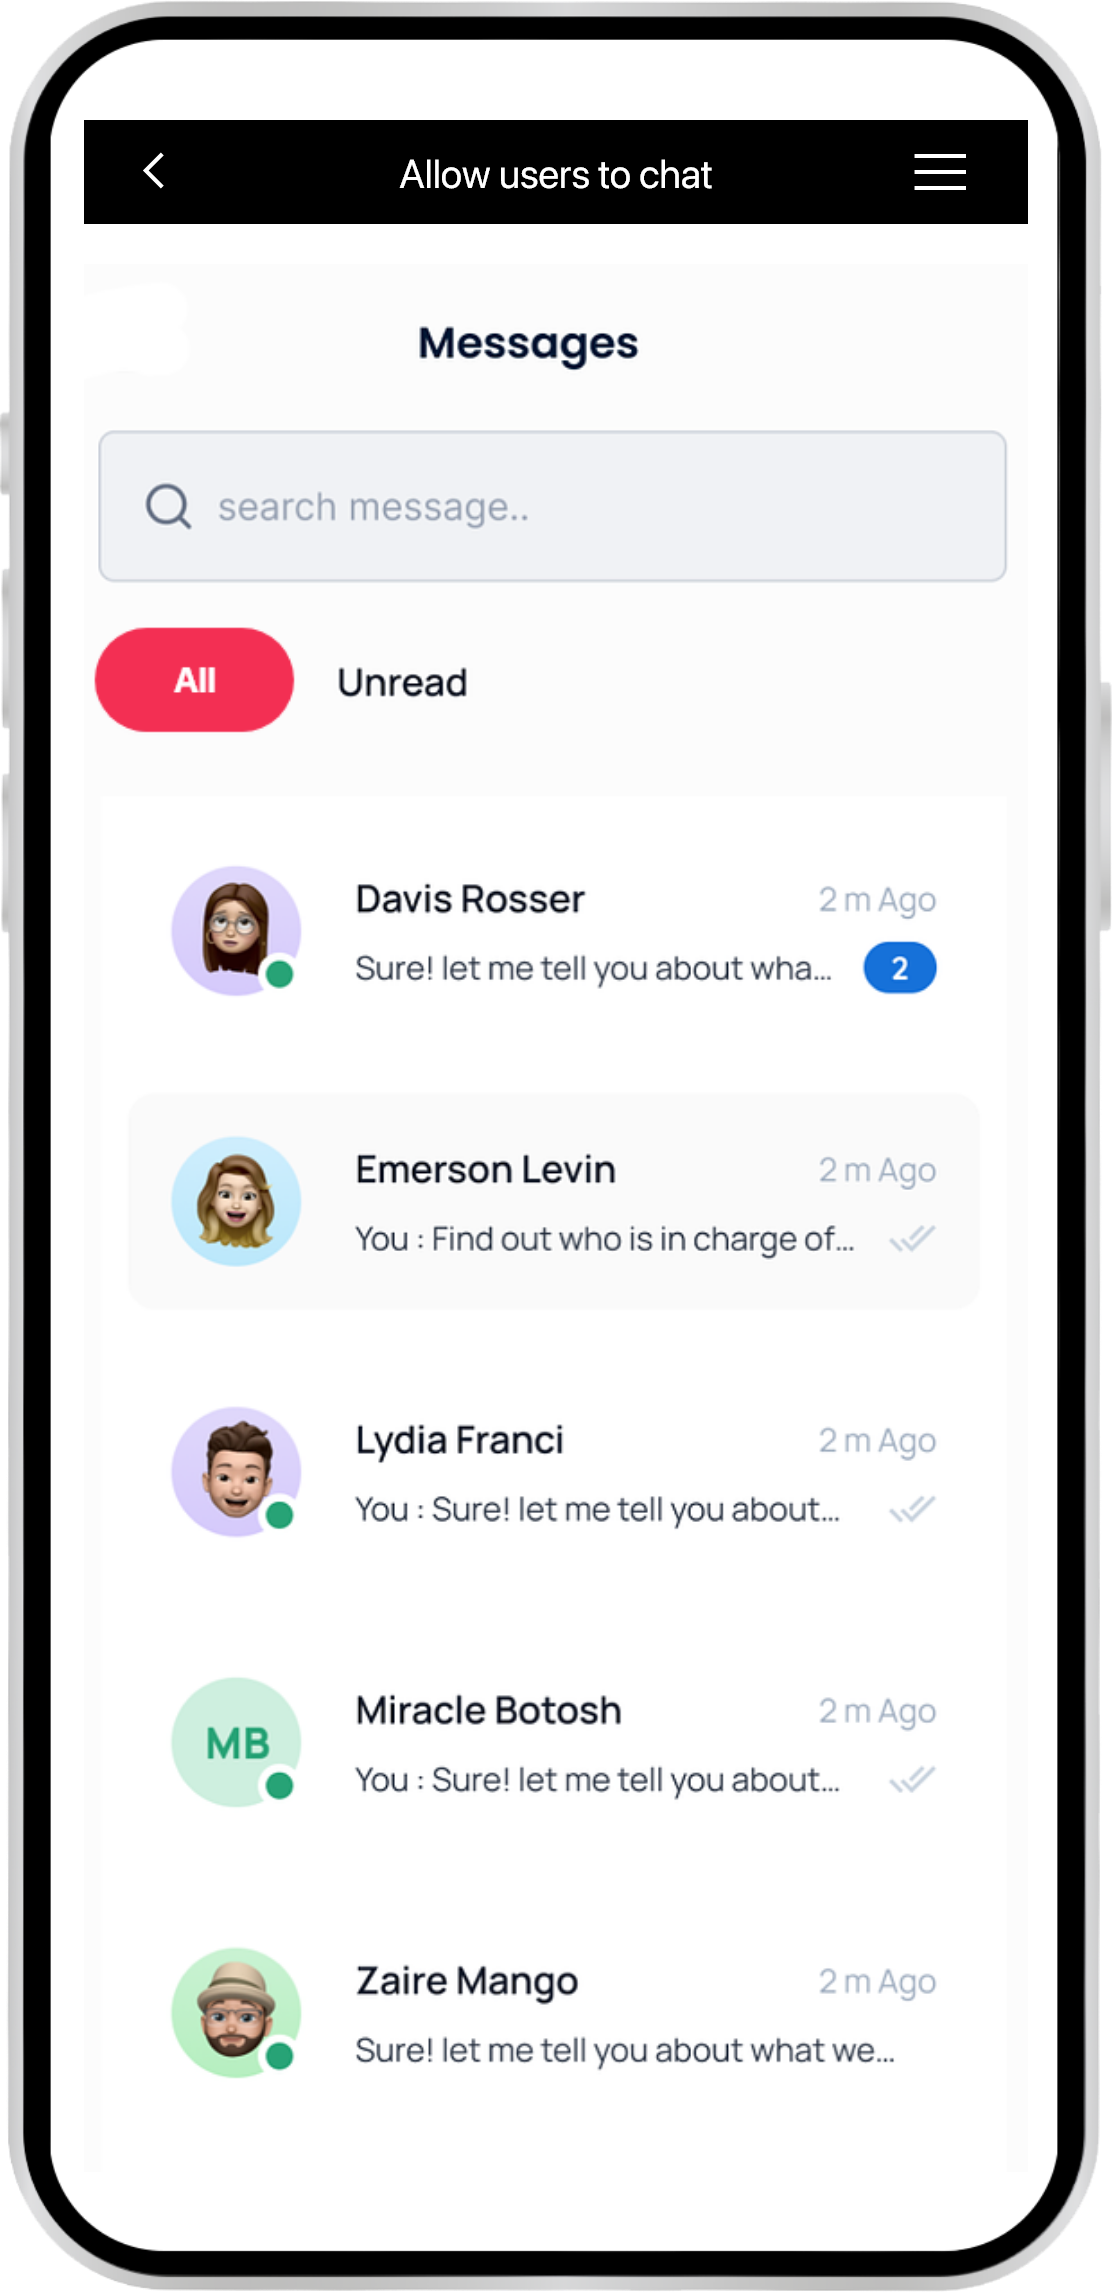 Allow users to chat
Messages
search message..
All
Unread
Davis Rosser
2 m Ago
Sure! let me tell you about wha...
2
Emerson Levin
2 m Ago
You : Find out who is in charge of...
Lydia Franci
2 m Ago
You : Sure! let me tell you about...
MB
Miracle Botosh
2 m Ago
You : Sure! let me tell you about...
Zaire Mango
2 m Ago
Sure! let me tell you about what we...